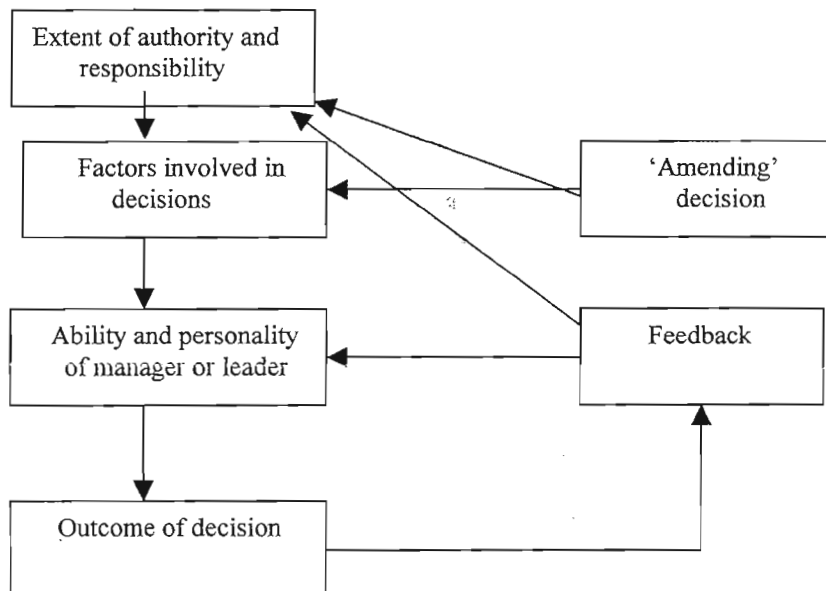 Extent of authority and
responsibility
Factors involved in
decisions
'Amending'
decision
Ability and personality
of manager or leader
Feedback
Outcome of decision